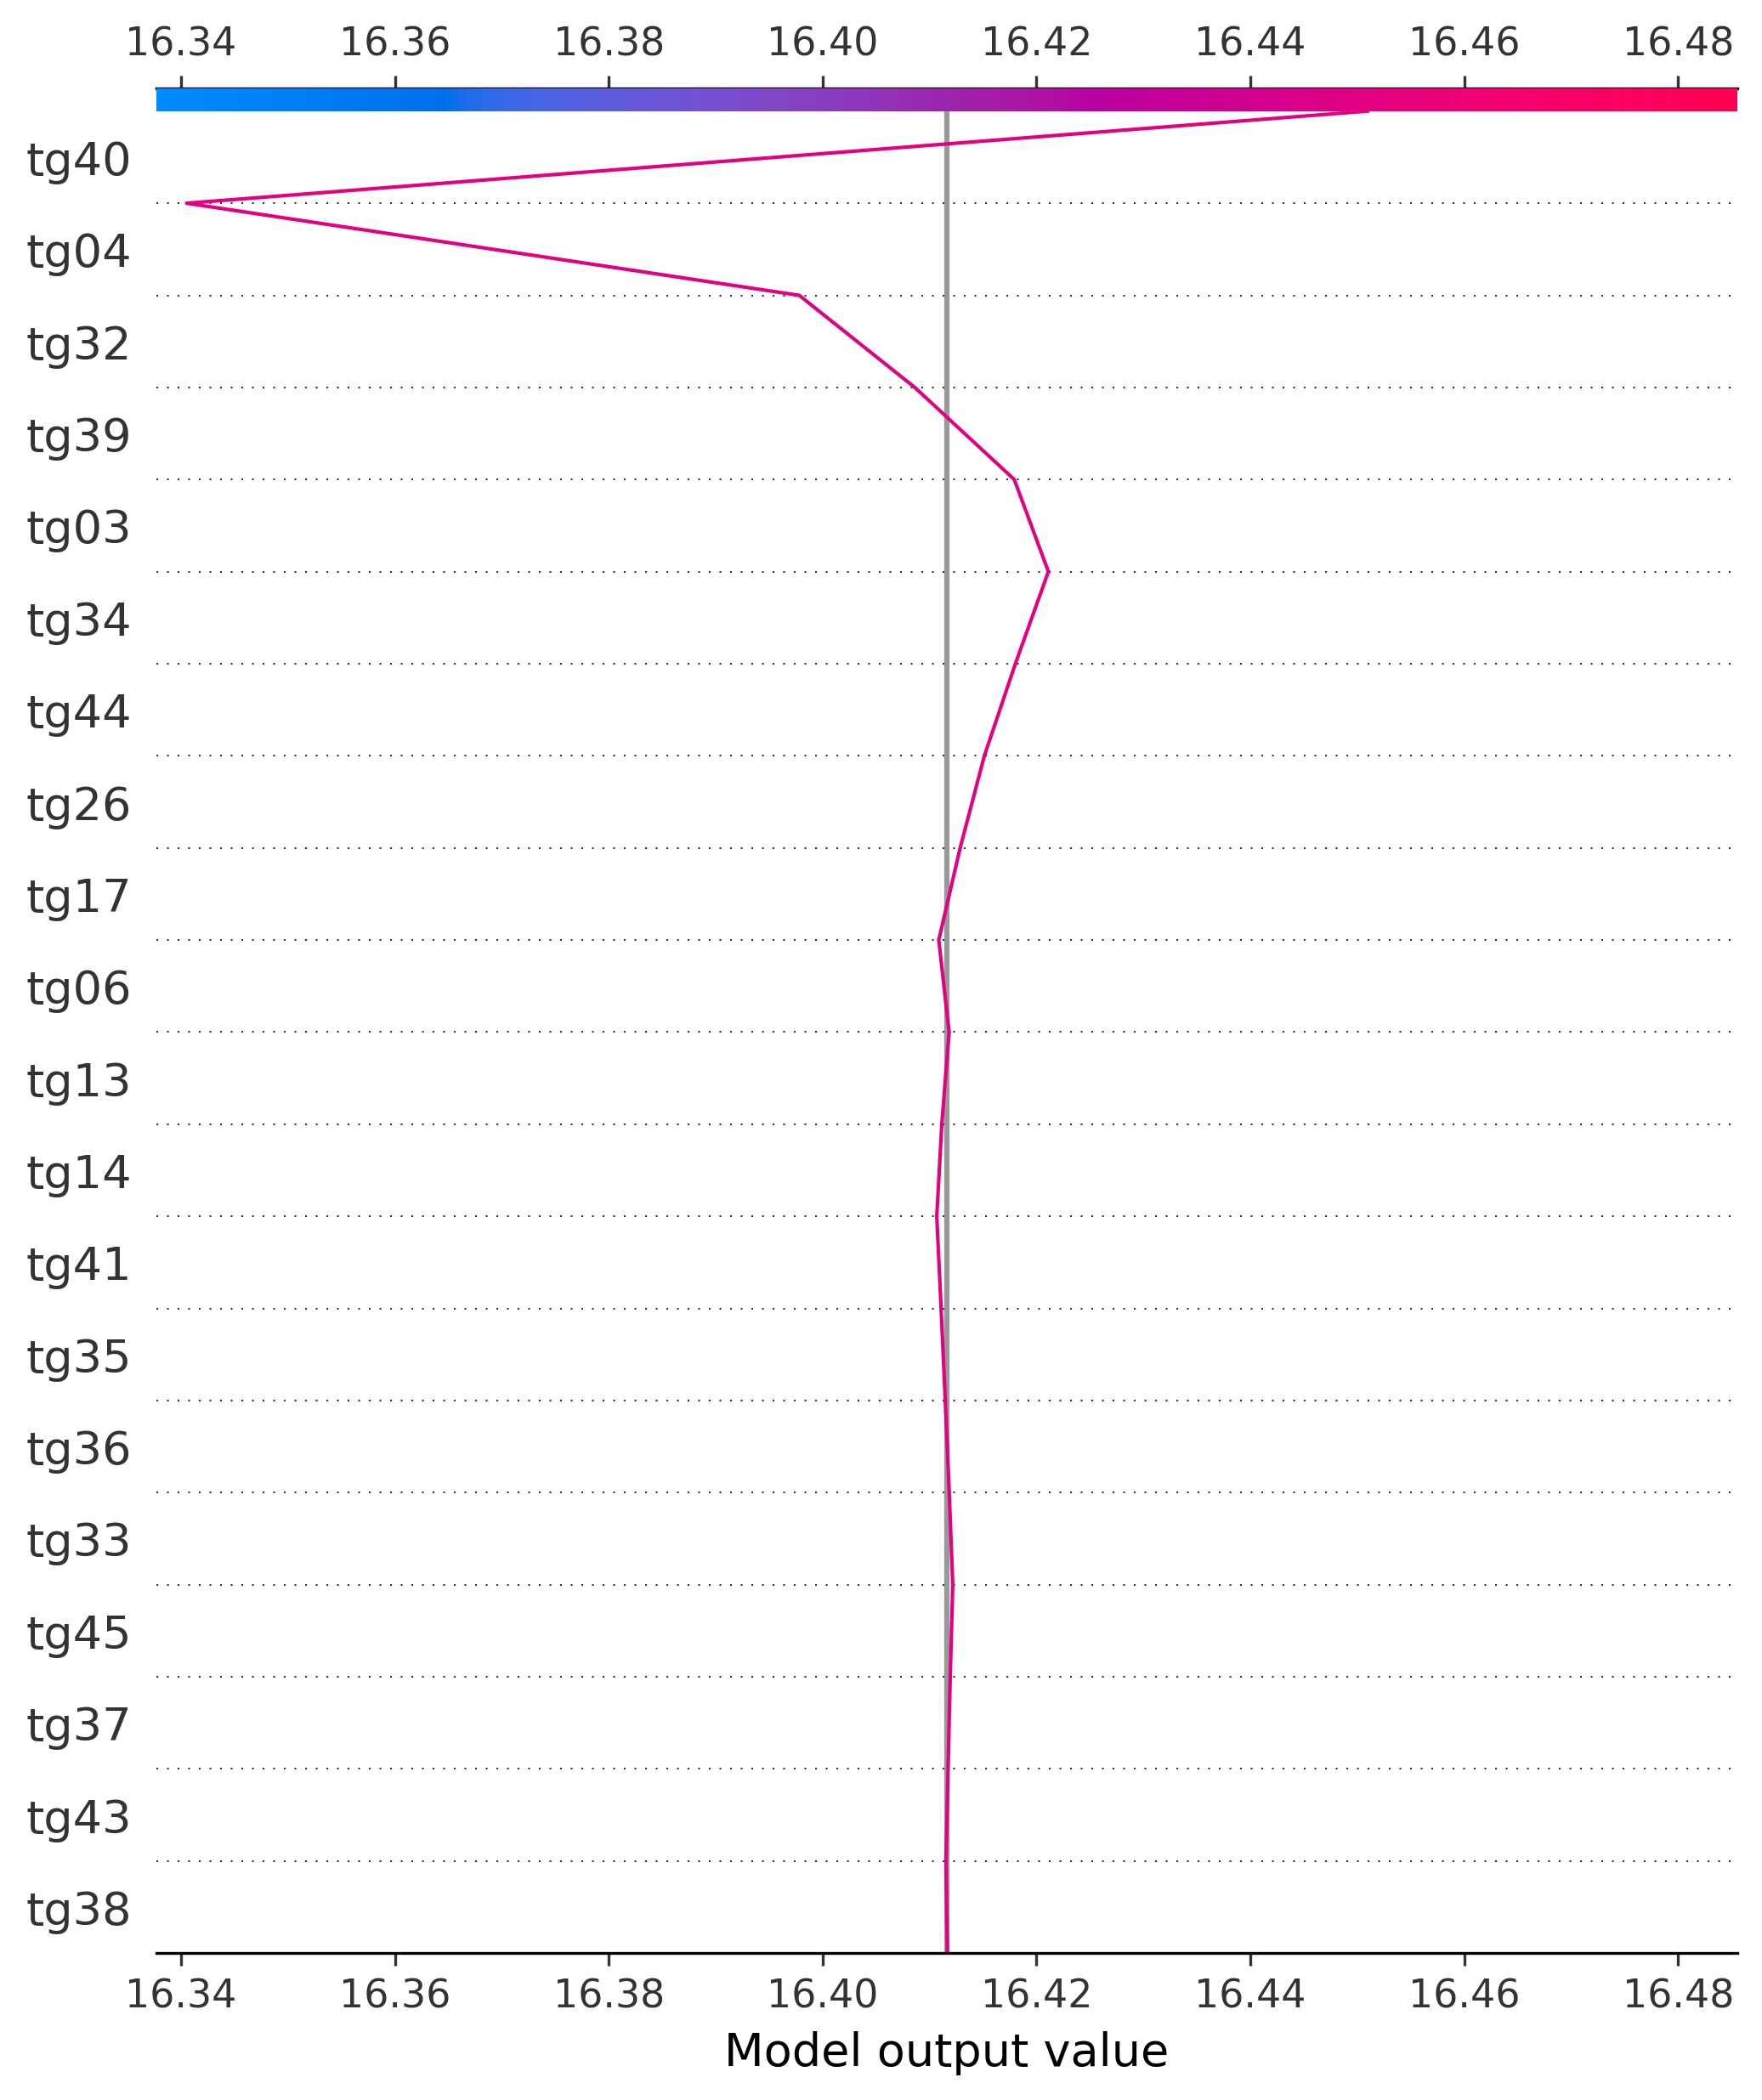 16.34 16.36 16.38 16.40 16.42 16.44 16.46 16.48
tg40
tg04
tg32
tg39
tg03
tg34
tg44
tg26
tg17
tg06
tg13
tg14
tg41
tg35
tg36
tg33
tg45
tg37
tg43
tg38
16.34 16.36 16.38 16.40 16.42 16.44 16.46 16.48
Model output value